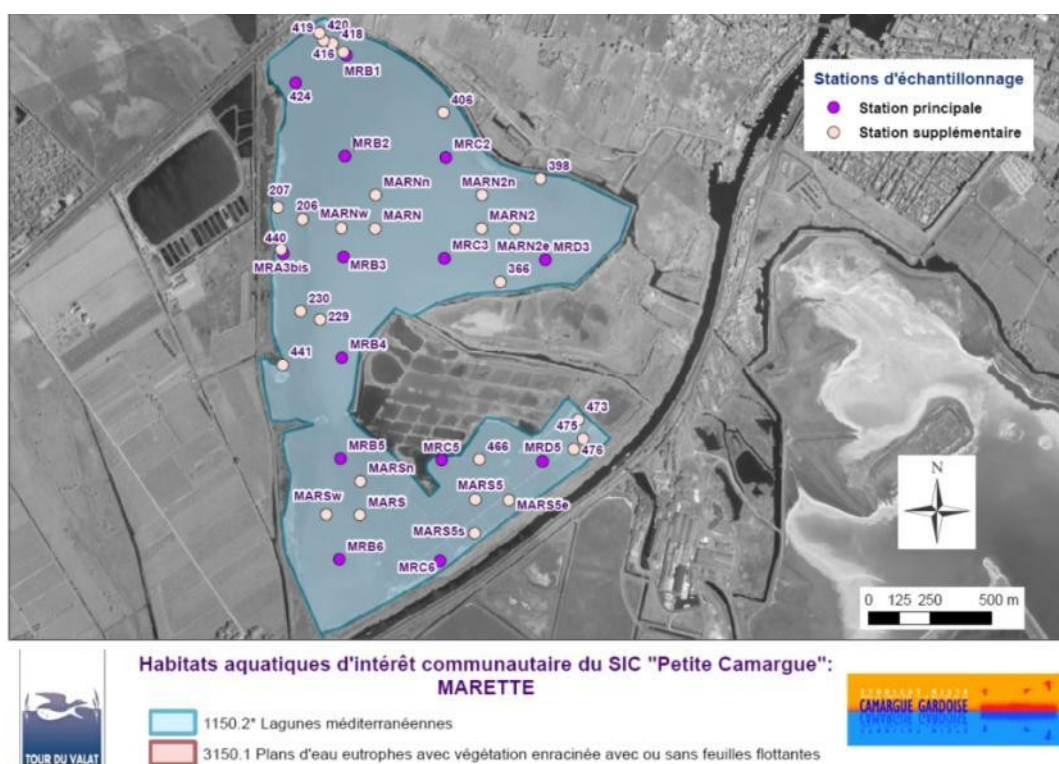 419
420
418
416
MRB1
424
406
MRB2
MRC2
398
MARNn
MARN2n
207
206
MARNw
MARN
MARN2
440
MRC3
MARN2e
MRD3
MRA3bis
MRB3
366
230
229
MRB4
441
473
475
MRB5
MRC5
466
MRD5
476
MARSn
MARSw
MARS
MARS5
MARS5e
MARS5s
MRB6
MRC6
Stations d'échantillonnage
Station principale
Station supplémentaire
N
0 125 250 500 m
Habitats aquatiques d'intérêt communautaire du SIC "Petite Camargue":
MARETTE
1150.2* Lagunes méditerranéennes
3150.1 Plans d'eau eutrophes avec végétation enracinée avec ou sans feuilles flottantes
TOUR DU VALAT
SYNDICAT MIXTE
CAMARGUE GARDOISE